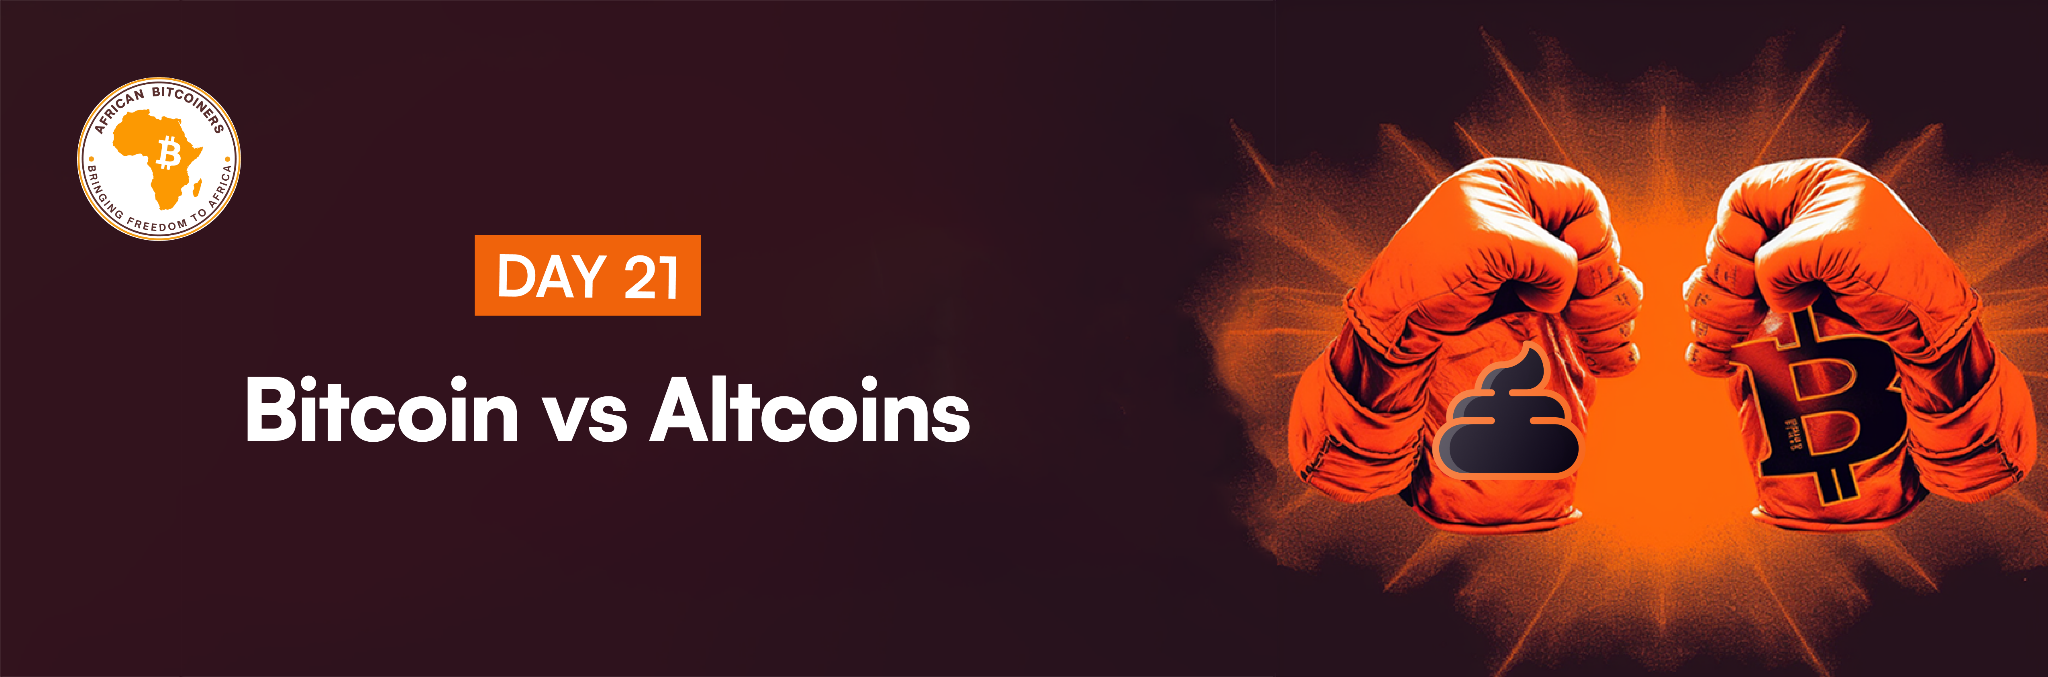 AFRICAN BITCOINERS
BRINGING FREEDOM TO AFRICA
DAY 21
Bitcoin vs Altcoins